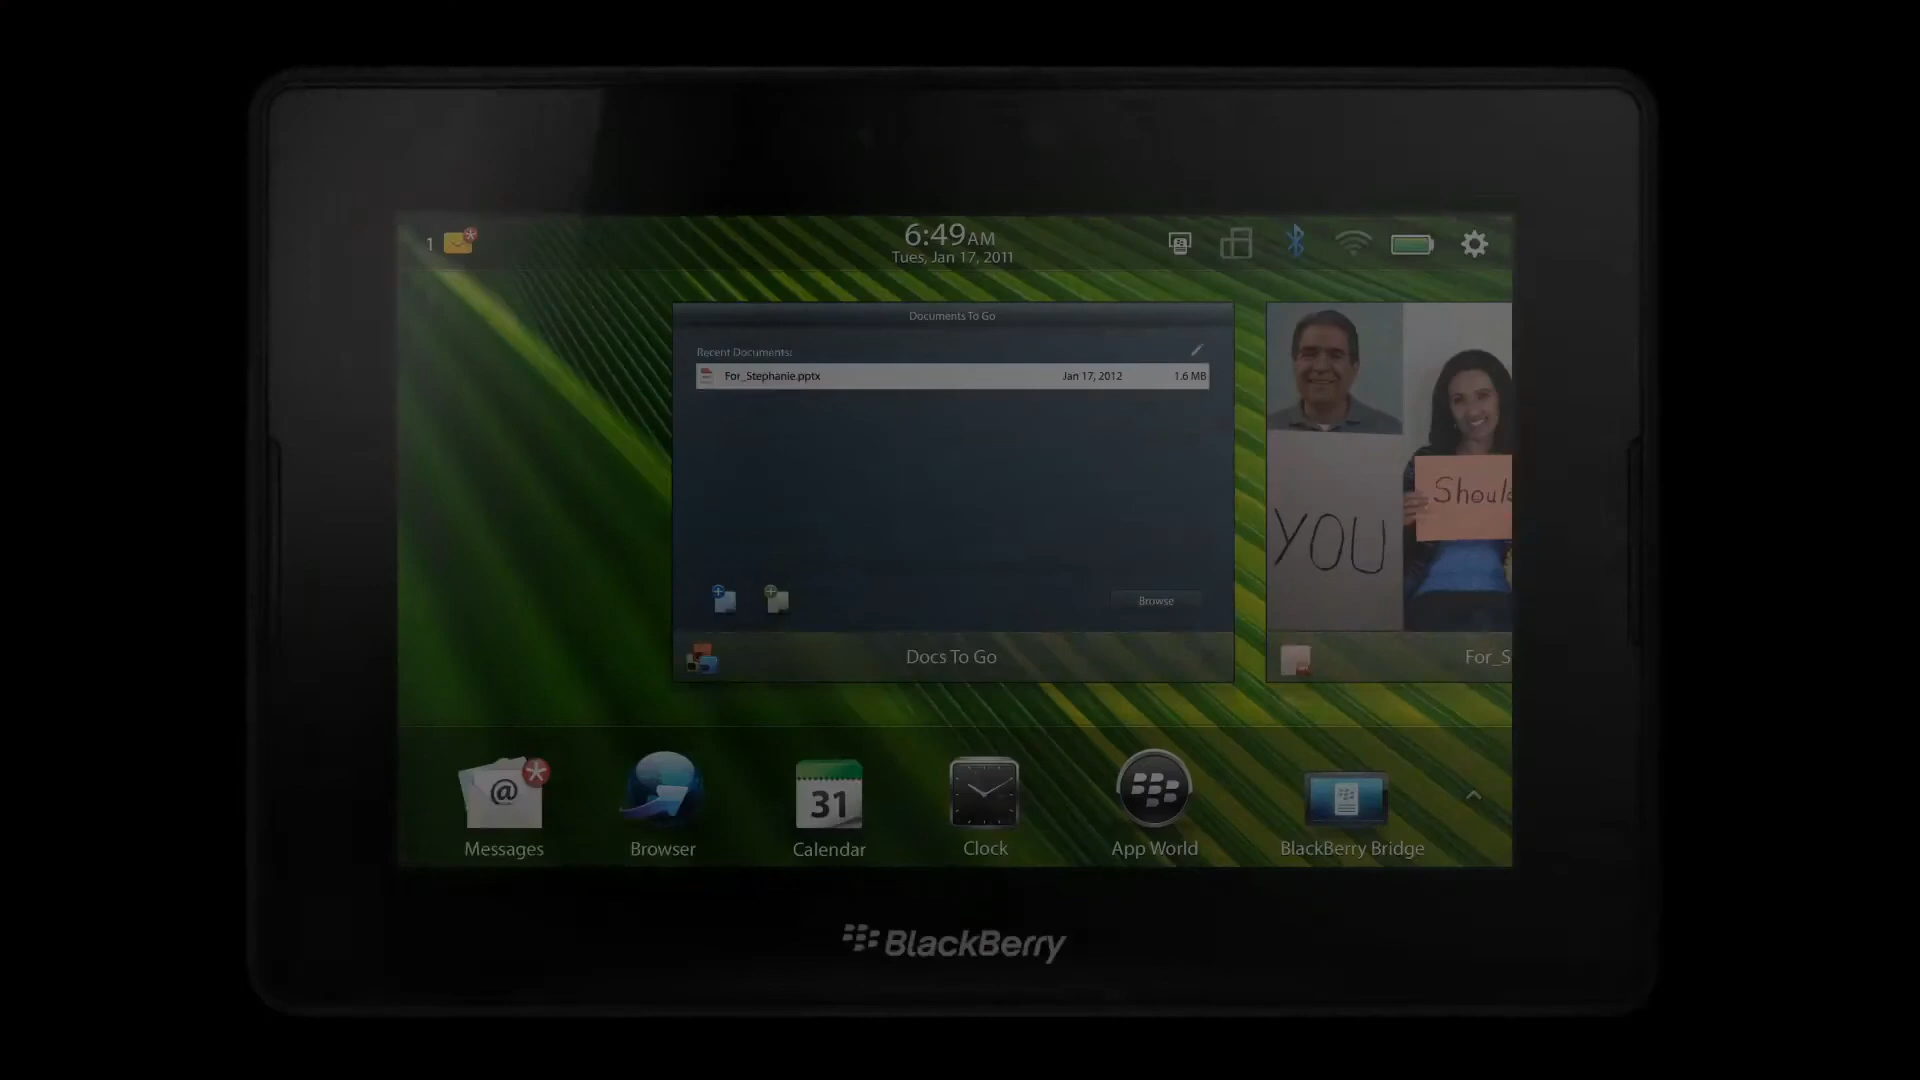 1
6:49AM
Tues, Jan 17, 2011
Documents To Go
Recent Documents:
For_Stephanie.pptx Jan 17, 2012 1.6 MB
Browse
Docs To Go
YOU
Shoul
For_S
@
31
Messages
Browser
Calendar
Clock
App World
BlackBerry Bridge
BlackBerry